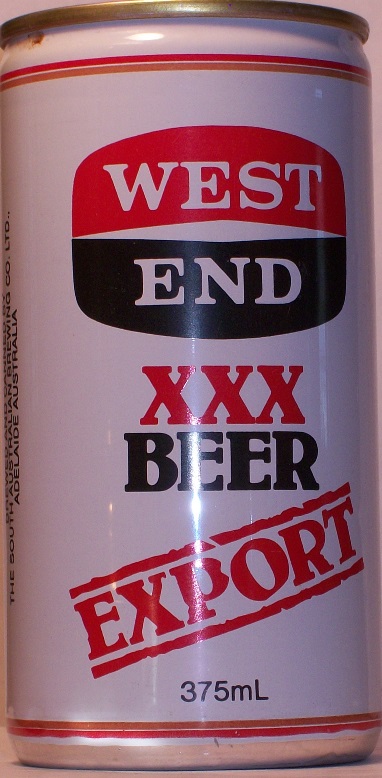 WEST
END
XXX
BEER
EXPORT
375mL
THE SOUTH AUSTRALIAN BREWING CO. LTD.,
ADELAIDE AUSTRALIA